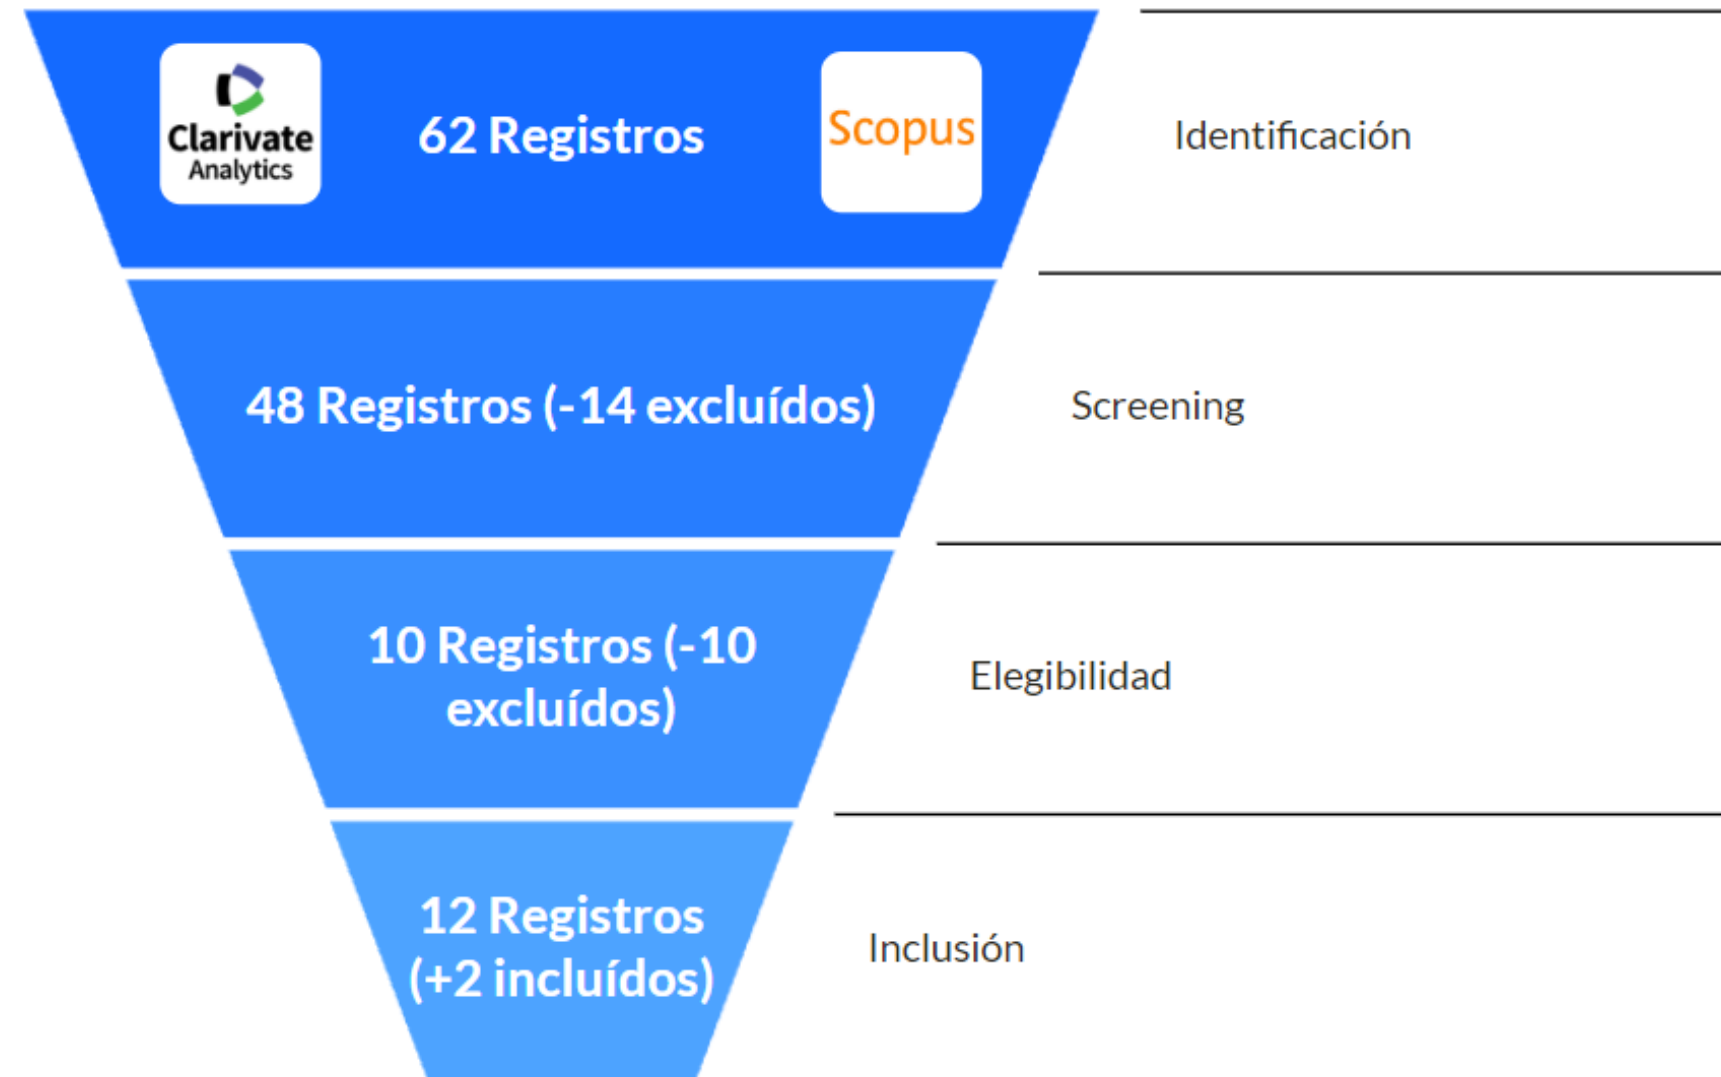 Clarivate
Analytics
62 Registros
Scopus
Identificación
48 Registros (-14 excluídos)
Screening
10 Registros (-10
excluídos)
Elegibilidad
12 Registros
(+2 incluídos)
Inclusión